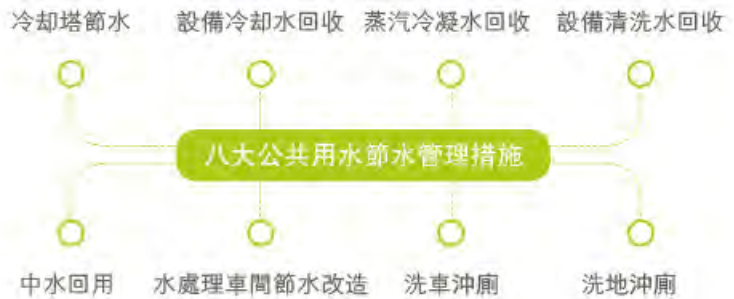 冷却塔節水
設備冷却水回收
蒸汽冷凝水回收
設備清洗水回收
八大公共用水節水管理措施
中水回用
水處理車間節水改造
洗車沖廁
洗地沖廁